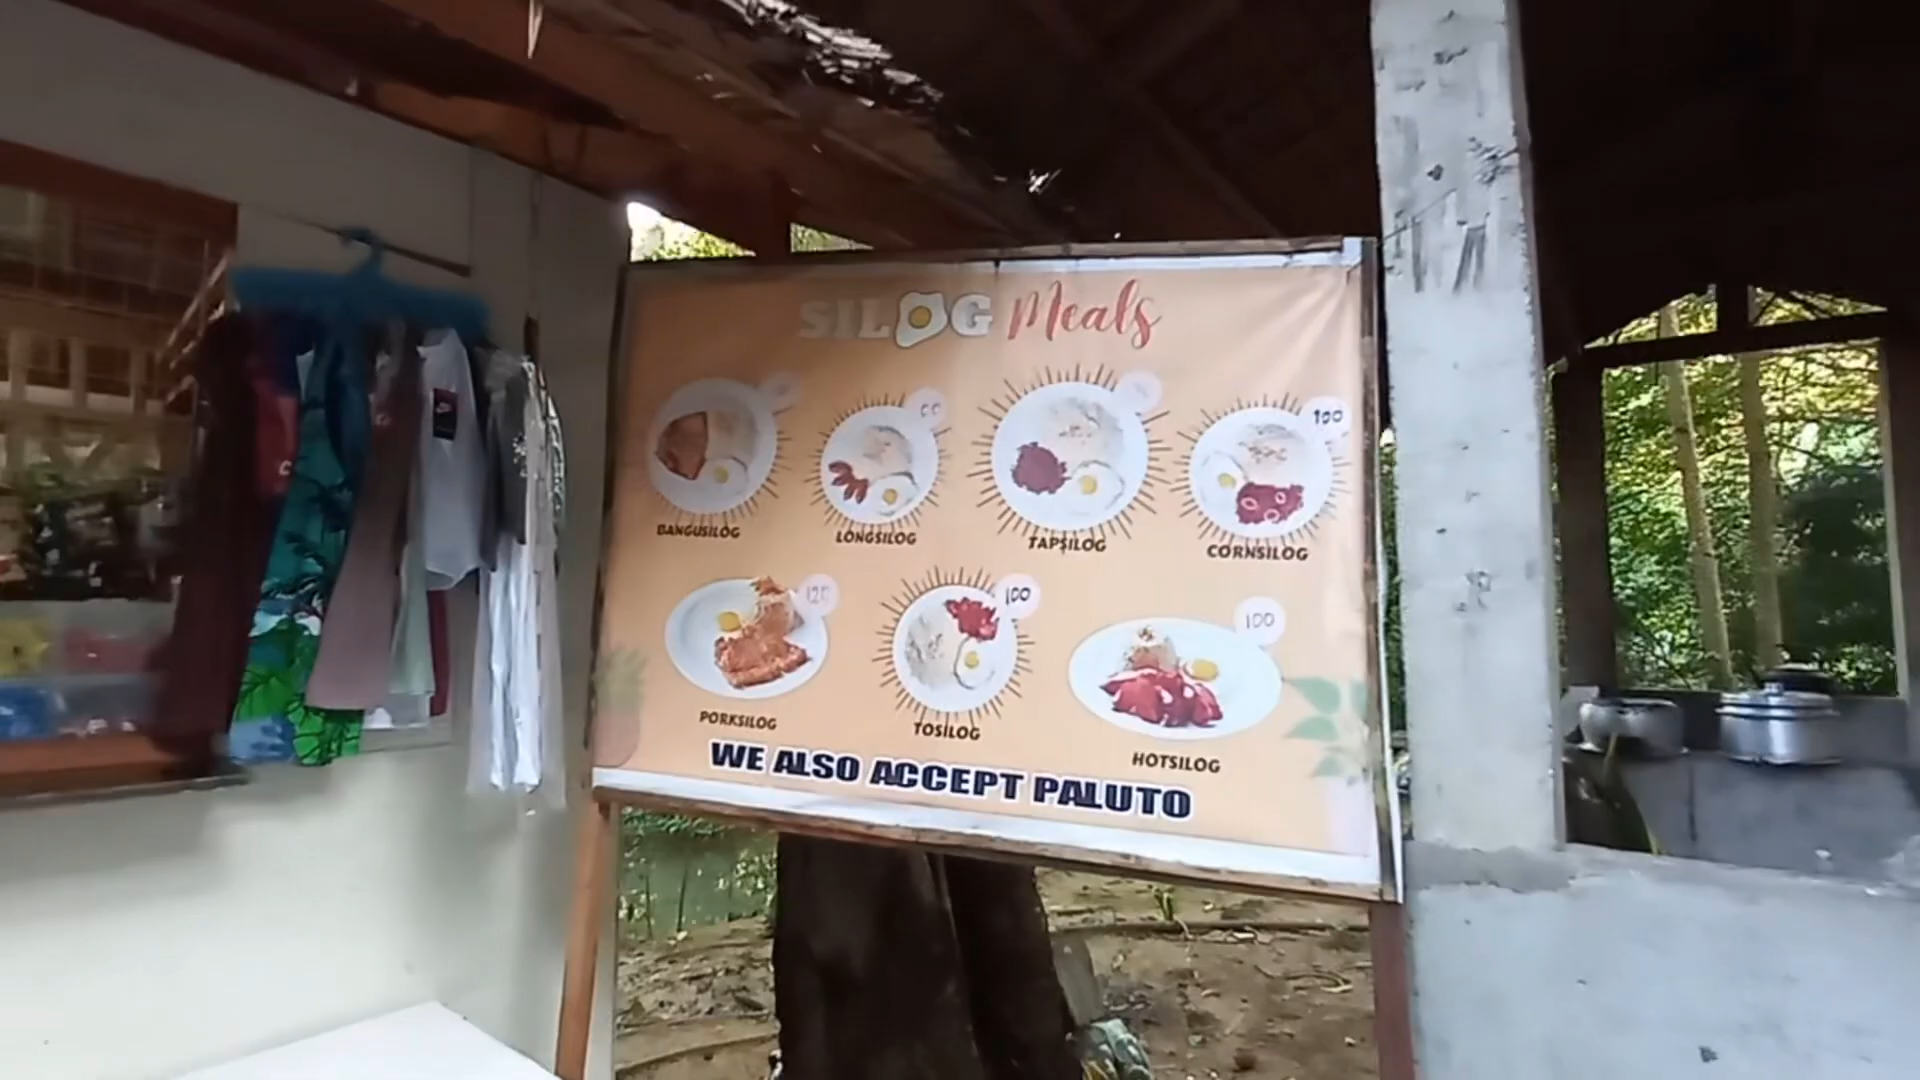 SILOG Meals
100
BANGUSILOG LONGSILOG TAPSILOG CORNSILOG
120 100 100
PORKSILOG TOSILOG HOTSILOG
WE ALSO ACCEPT PALUTO